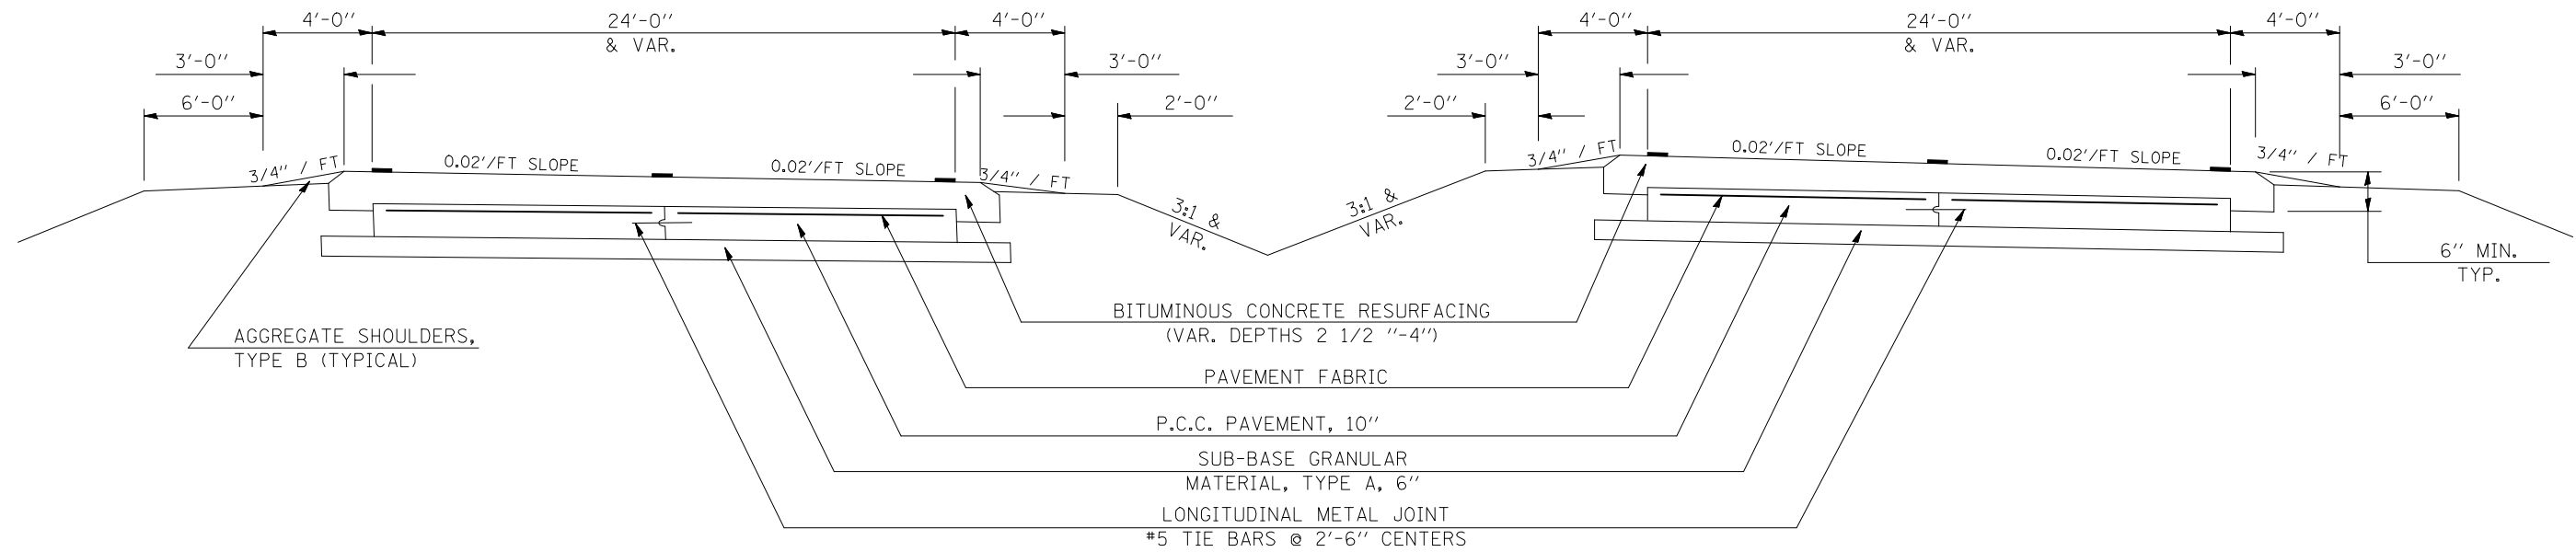 4'-0" 24'-0" 4'-0" 4'-0" 24'-0" 4'-0"
& VAR. & VAR.
3'-0" 3'-0" 3'-0" 3'-0"
6'-0" 2'-0" 2'-0" 6'-0"
3/4" / FT 0.02'/FT SLOPE 0.02'/FT SLOPE 3/4" / FT 3/4" / FT 0.02'/FT SLOPE 0.02'/FT SLOPE 3/4" / FT
3:1 &
VAR.
3:1 &
VAR.
6" MIN.
TYP.
AGGREGATE SHOULDERS,
TYPE B (TYPICAL)
BITUMINOUS CONCRETE RESURFACING
(VAR. DEPTHS 2 1/2 "-4")
PAVEMENT FABRIC
P.C.C. PAVEMENT, 10"
SUB-BASE GRANULAR
MATERIAL, TYPE A, 6"
LONGITUDINAL METAL JOINT
#5 TIE BARS @ 2'-6" CENTERS